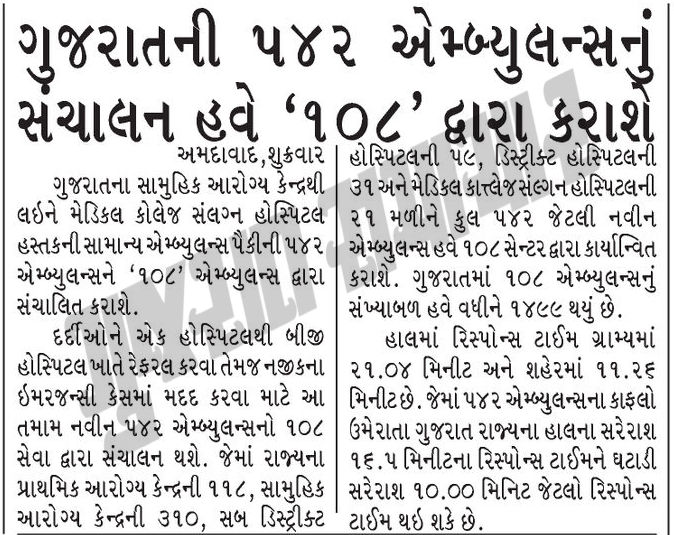 ગુજરાતની ૫૪૨ એમ્બ્યુલન્સનું
સંચાલન હવે ‘૧૦૮’ દ્વારા કરાશે
અમદાવાદ,શુક્રવાર
ગુજરાતના સામુહિક આરોગ્ય કેન્દ્રથી
લઇને મેડિકલ કોલેજ સંલગ્ન હોસ્પિટલ
હસ્તકની સામાન્ય એમ્બ્યુલન્સ પૈકીની ૫૪૨
એમ્બ્યુલન્સને ‘૧૦૮’ એમ્બ્યુલન્સ દ્વારા
સંચાલિત કરાશે.
દર્દીઓને એક હોસ્પિટલથી બીજી
હોસ્પિટલ ખાતે રેફરલ કરવા તેમજ નજીકના
ઇમરજન્સી કેસમાં મદદ કરવા માટે આ
તમામ નવીન ૫૪૨ એમ્બ્યુલન્સનો ૧૦૮
સેવા દ્વારા સંચાલન થશે. જેમાં રાજ્યના
પ્રાથમિક આરોગ્ય કેન્દ્રની ૧૧૮, સામુહિક
આરોગ્ય કેન્દ્રની ૩૧૦, સબ ડિસ્ટ્રીક્ટ
હોસ્પિટલની ૫૯, ડિસ્ટ્રીક્ટ હોસ્પિટલની
૩૧ અને મેડિકલ કાત્લેજ સંલ્ગન હોસ્પિટલની
૨૧ મળીને કુલ ૫૪૨ જેટલી નવીન
એમ્બ્યુલન્સ હવે ૧૦૮ સેન્ટર દ્વારા કાર્યાન્વિત
કરાશે. ગુજરાતમાં ૧૦૮ એમ્બ્યુલન્સનું
સંખ્યાબળ હવે વધીને ૧૪૯૯ થયું છે.
હાલમાં રિસ્પોન્સ ટાઈમ ગ્રામ્યમાં
૨૧.૦૪ મિનીટ અને શહેરમાં ૧૧.૨૬
મિનીટ છે. જેમાં ૫૪૨ એમ્બ્યુલન્સના કાફલો
ઉમેરાતા ગુજરાત રાજ્યના હાલના સરેરાશ
૧૬.૫ મિનીટના રિસ્પોન્સ ટાઈમને ઘટાડી
સરેરાશ ૧૦.૦૦ મિનિટ જેટલો રિસ્પોન્સ
ટાઈમ થઇ શકે છે.
ગુજરાત સમાચાર